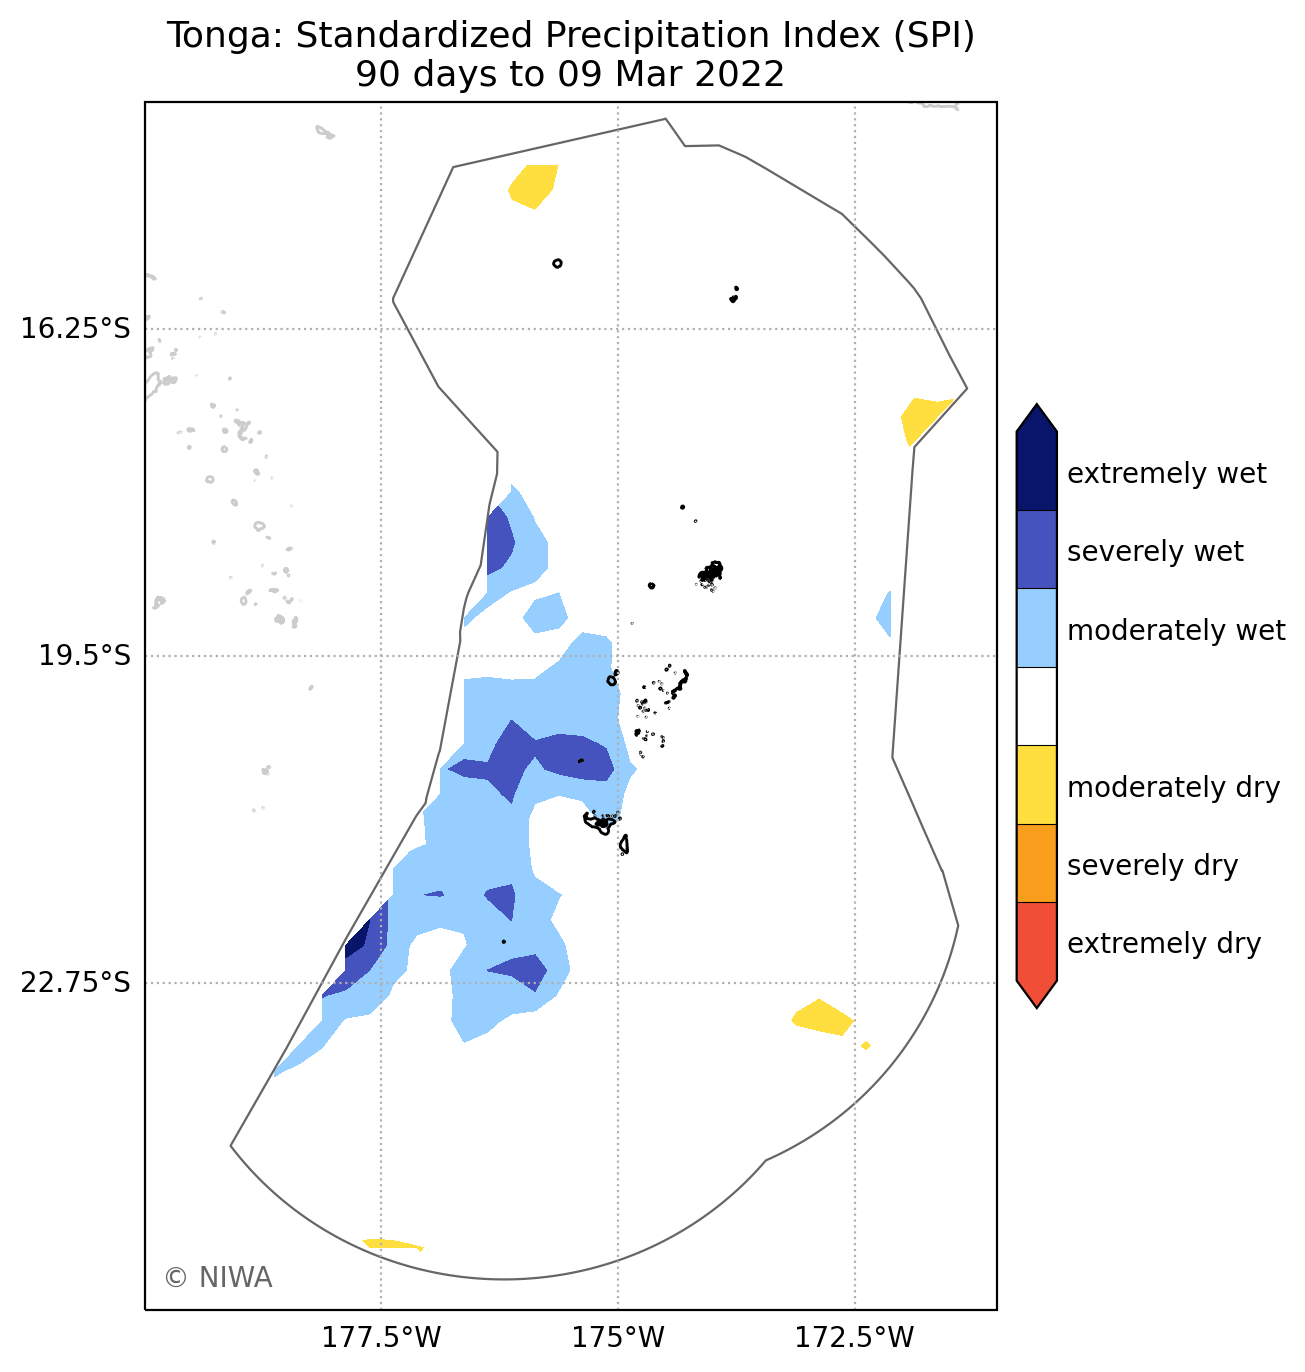 Tonga: Standardized Precipitation Index (SPI)
90 days to 09 Mar 2022
16.25°S
19.5°S
22.75°S
177.5°W
175°W
172.5°W
extremely wet
severely wet
moderately wet
moderately dry
severely dry
extremely dry
© NIWA